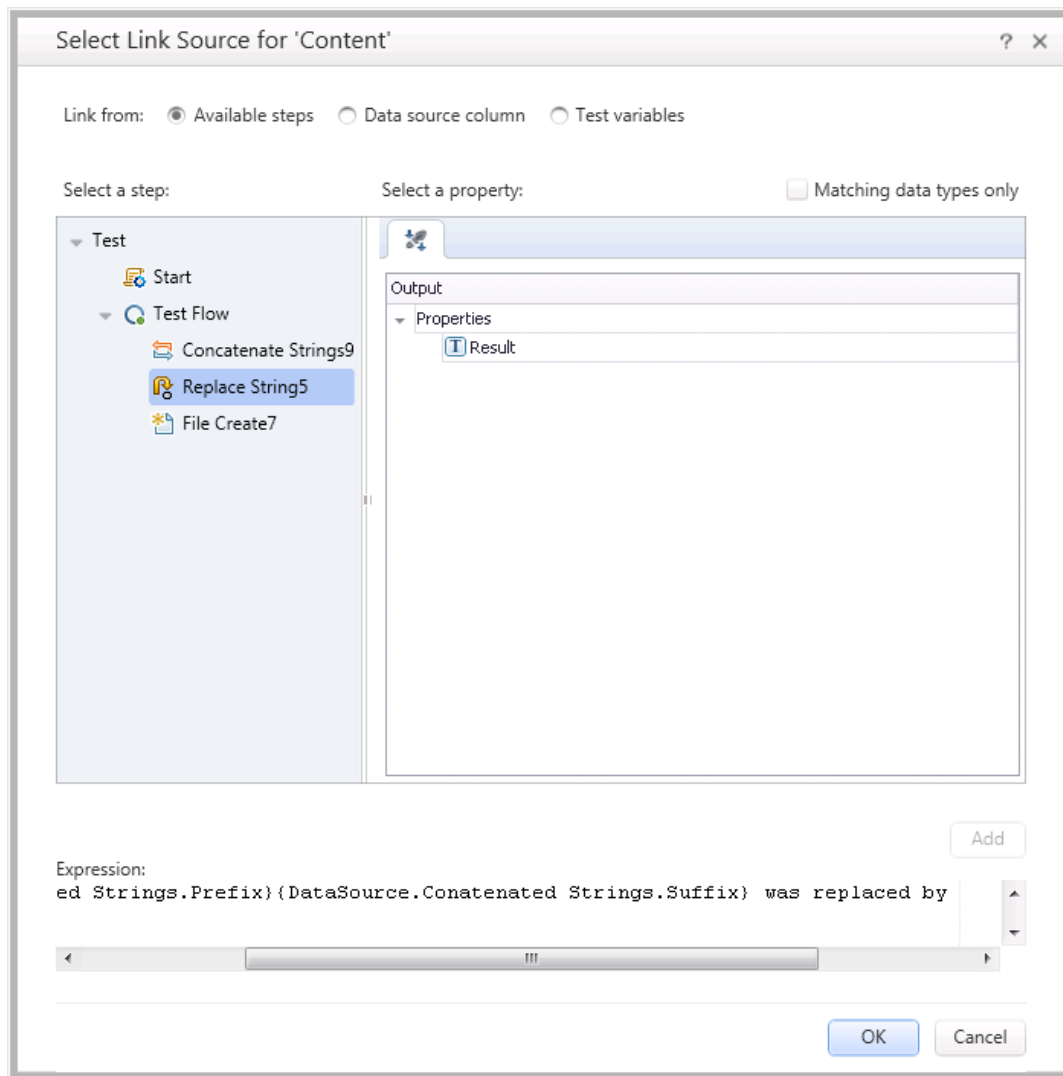 Select Link Source for 'Content'
Link from: Available steps Data source column Test variables
Select a step: Select a property: Matching data types only
Test
Start
Test Flow
Concatenate Strings9
Replace String5
File Create7
Output
Properties
Result
Add
Expression:
ed Strings.Prefix}{DataSource.Conatenated Strings.Suffix} was replaced by
OK Cancel